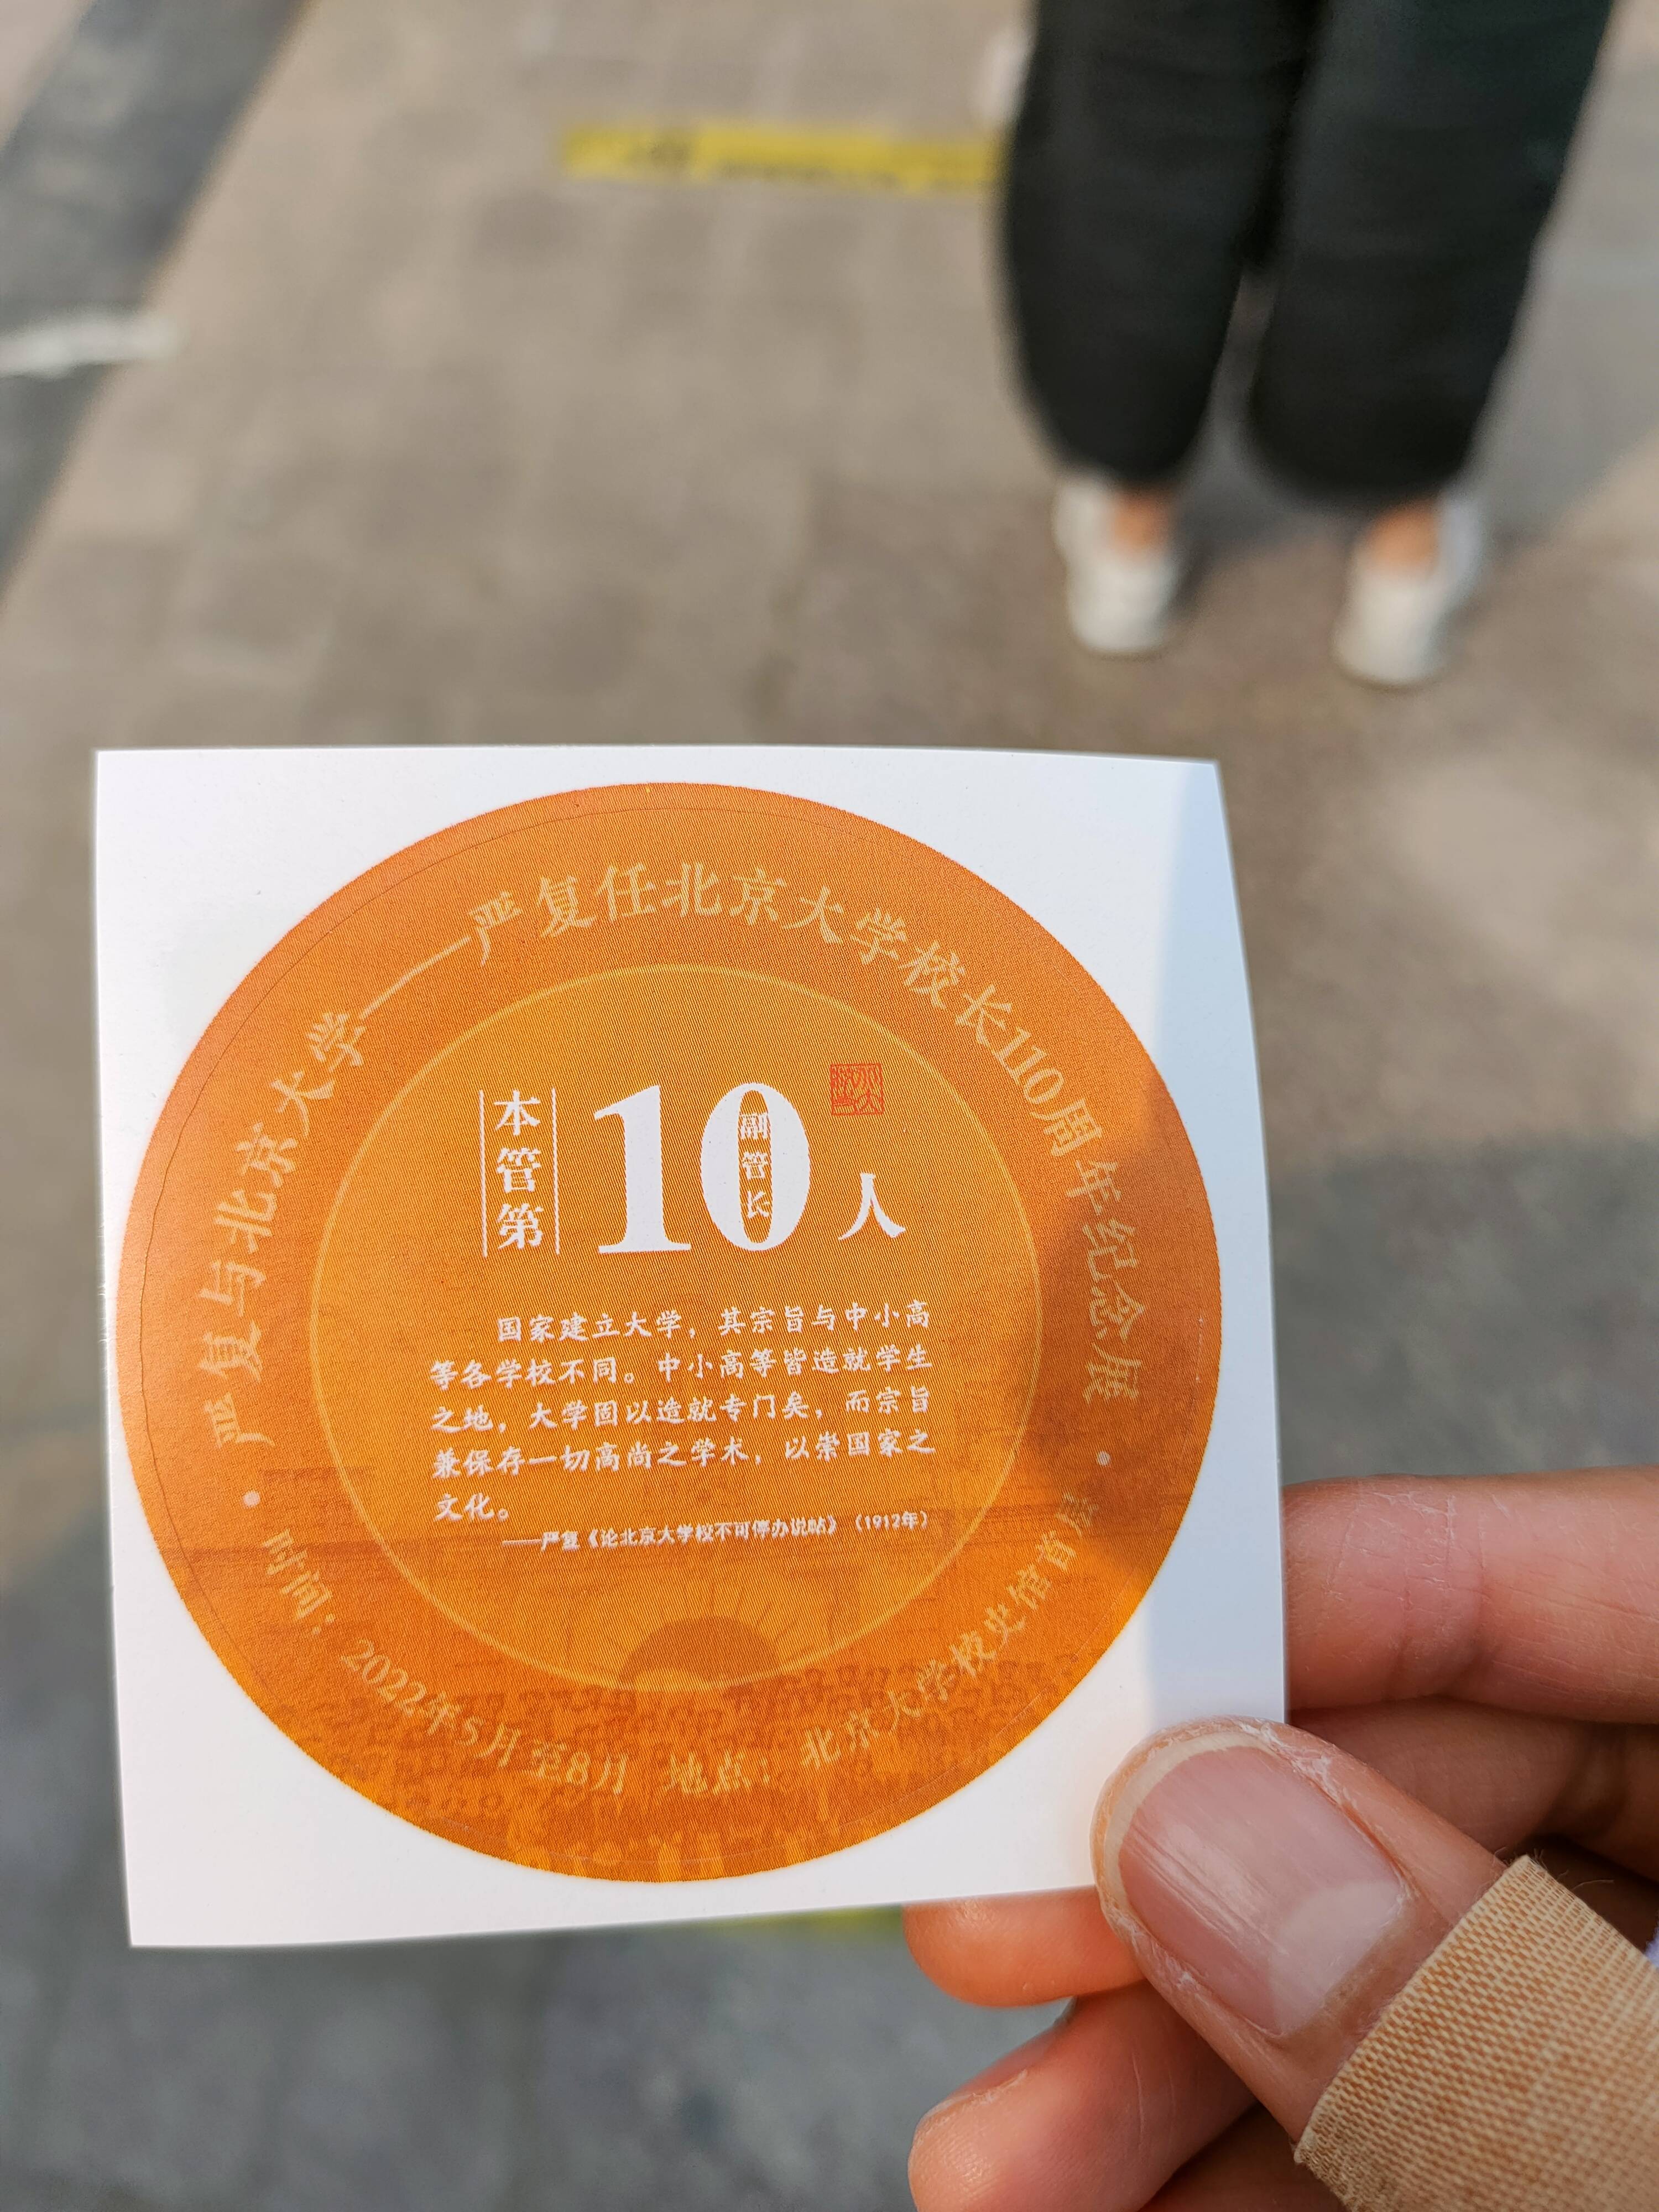 严复与北京大学——严复任北京大学校长110周年纪念展
本管第
10
副管长
人
国家建立大学，其宗旨与中小高
等各学校不同。中小高等皆造就学生
之地，大学固以造就专门矣，而宗旨
兼保存一切高尚之学术，以崇国家之
文化。
——严复《论北京大学校不可停办说帖》（1912年）
时间：2022年5月至8月 地点：北京大学校史馆首层